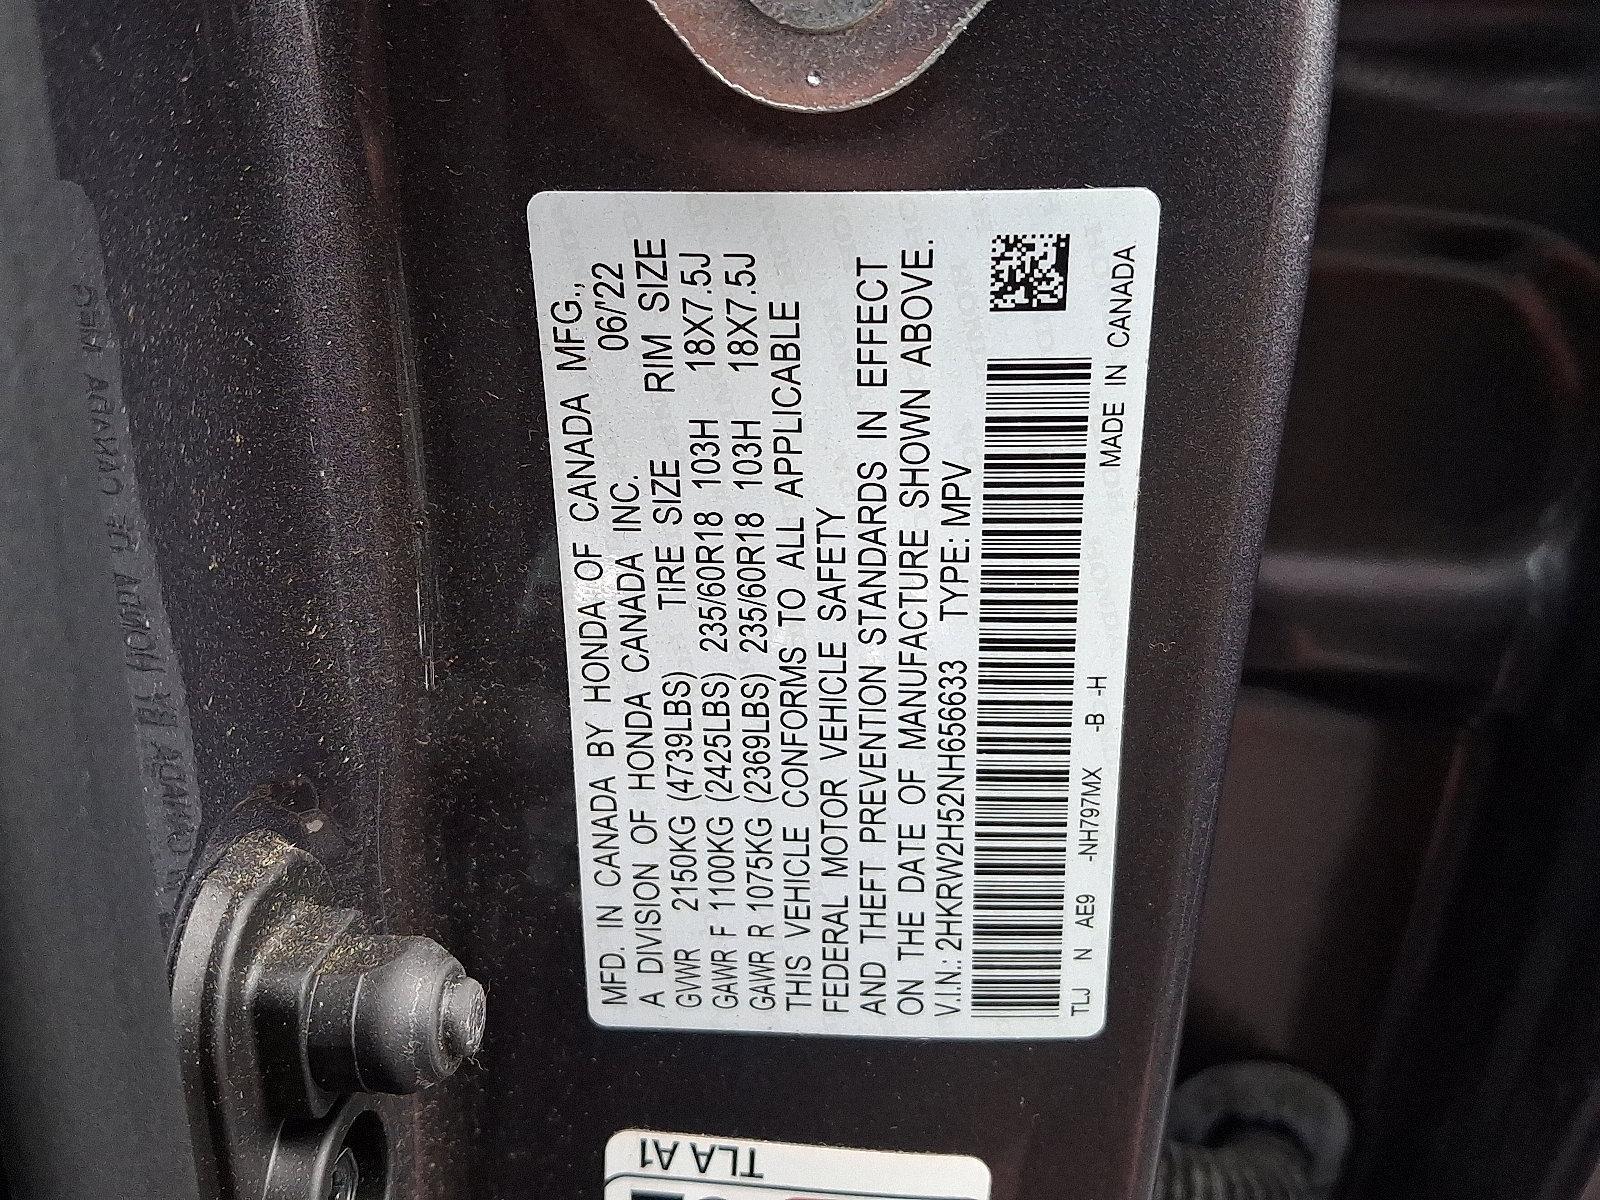 MFD. IN CANADA BY HONDA OF CANADA MFG.,
A DIVISION OF HONDA CANADA INC. 06/'22
GVWR 2150KG (4739LBS) TIRE SIZE RIM SIZE
GAWR F 1100KG (2425LBS) 235/60R18 103H 18X7.5J
GAWR R 1075KG (2369LBS) 235/60R18 103H 18X7.5J
THIS VEHICLE CONFORMS TO ALL APPLICABLE
FEDERAL MOTOR VEHICLE SAFETY
AND THEFT PREVENTION STANDARDS IN EFFECT
ON THE DATE OF MANUFACTURE SHOWN ABOVE.
V.I.N.: 2HKRW2H52NH656633 TYPE: MPV
TLJ N AE9 -NH797MX -B -H MADE IN CANADA
TLA A1